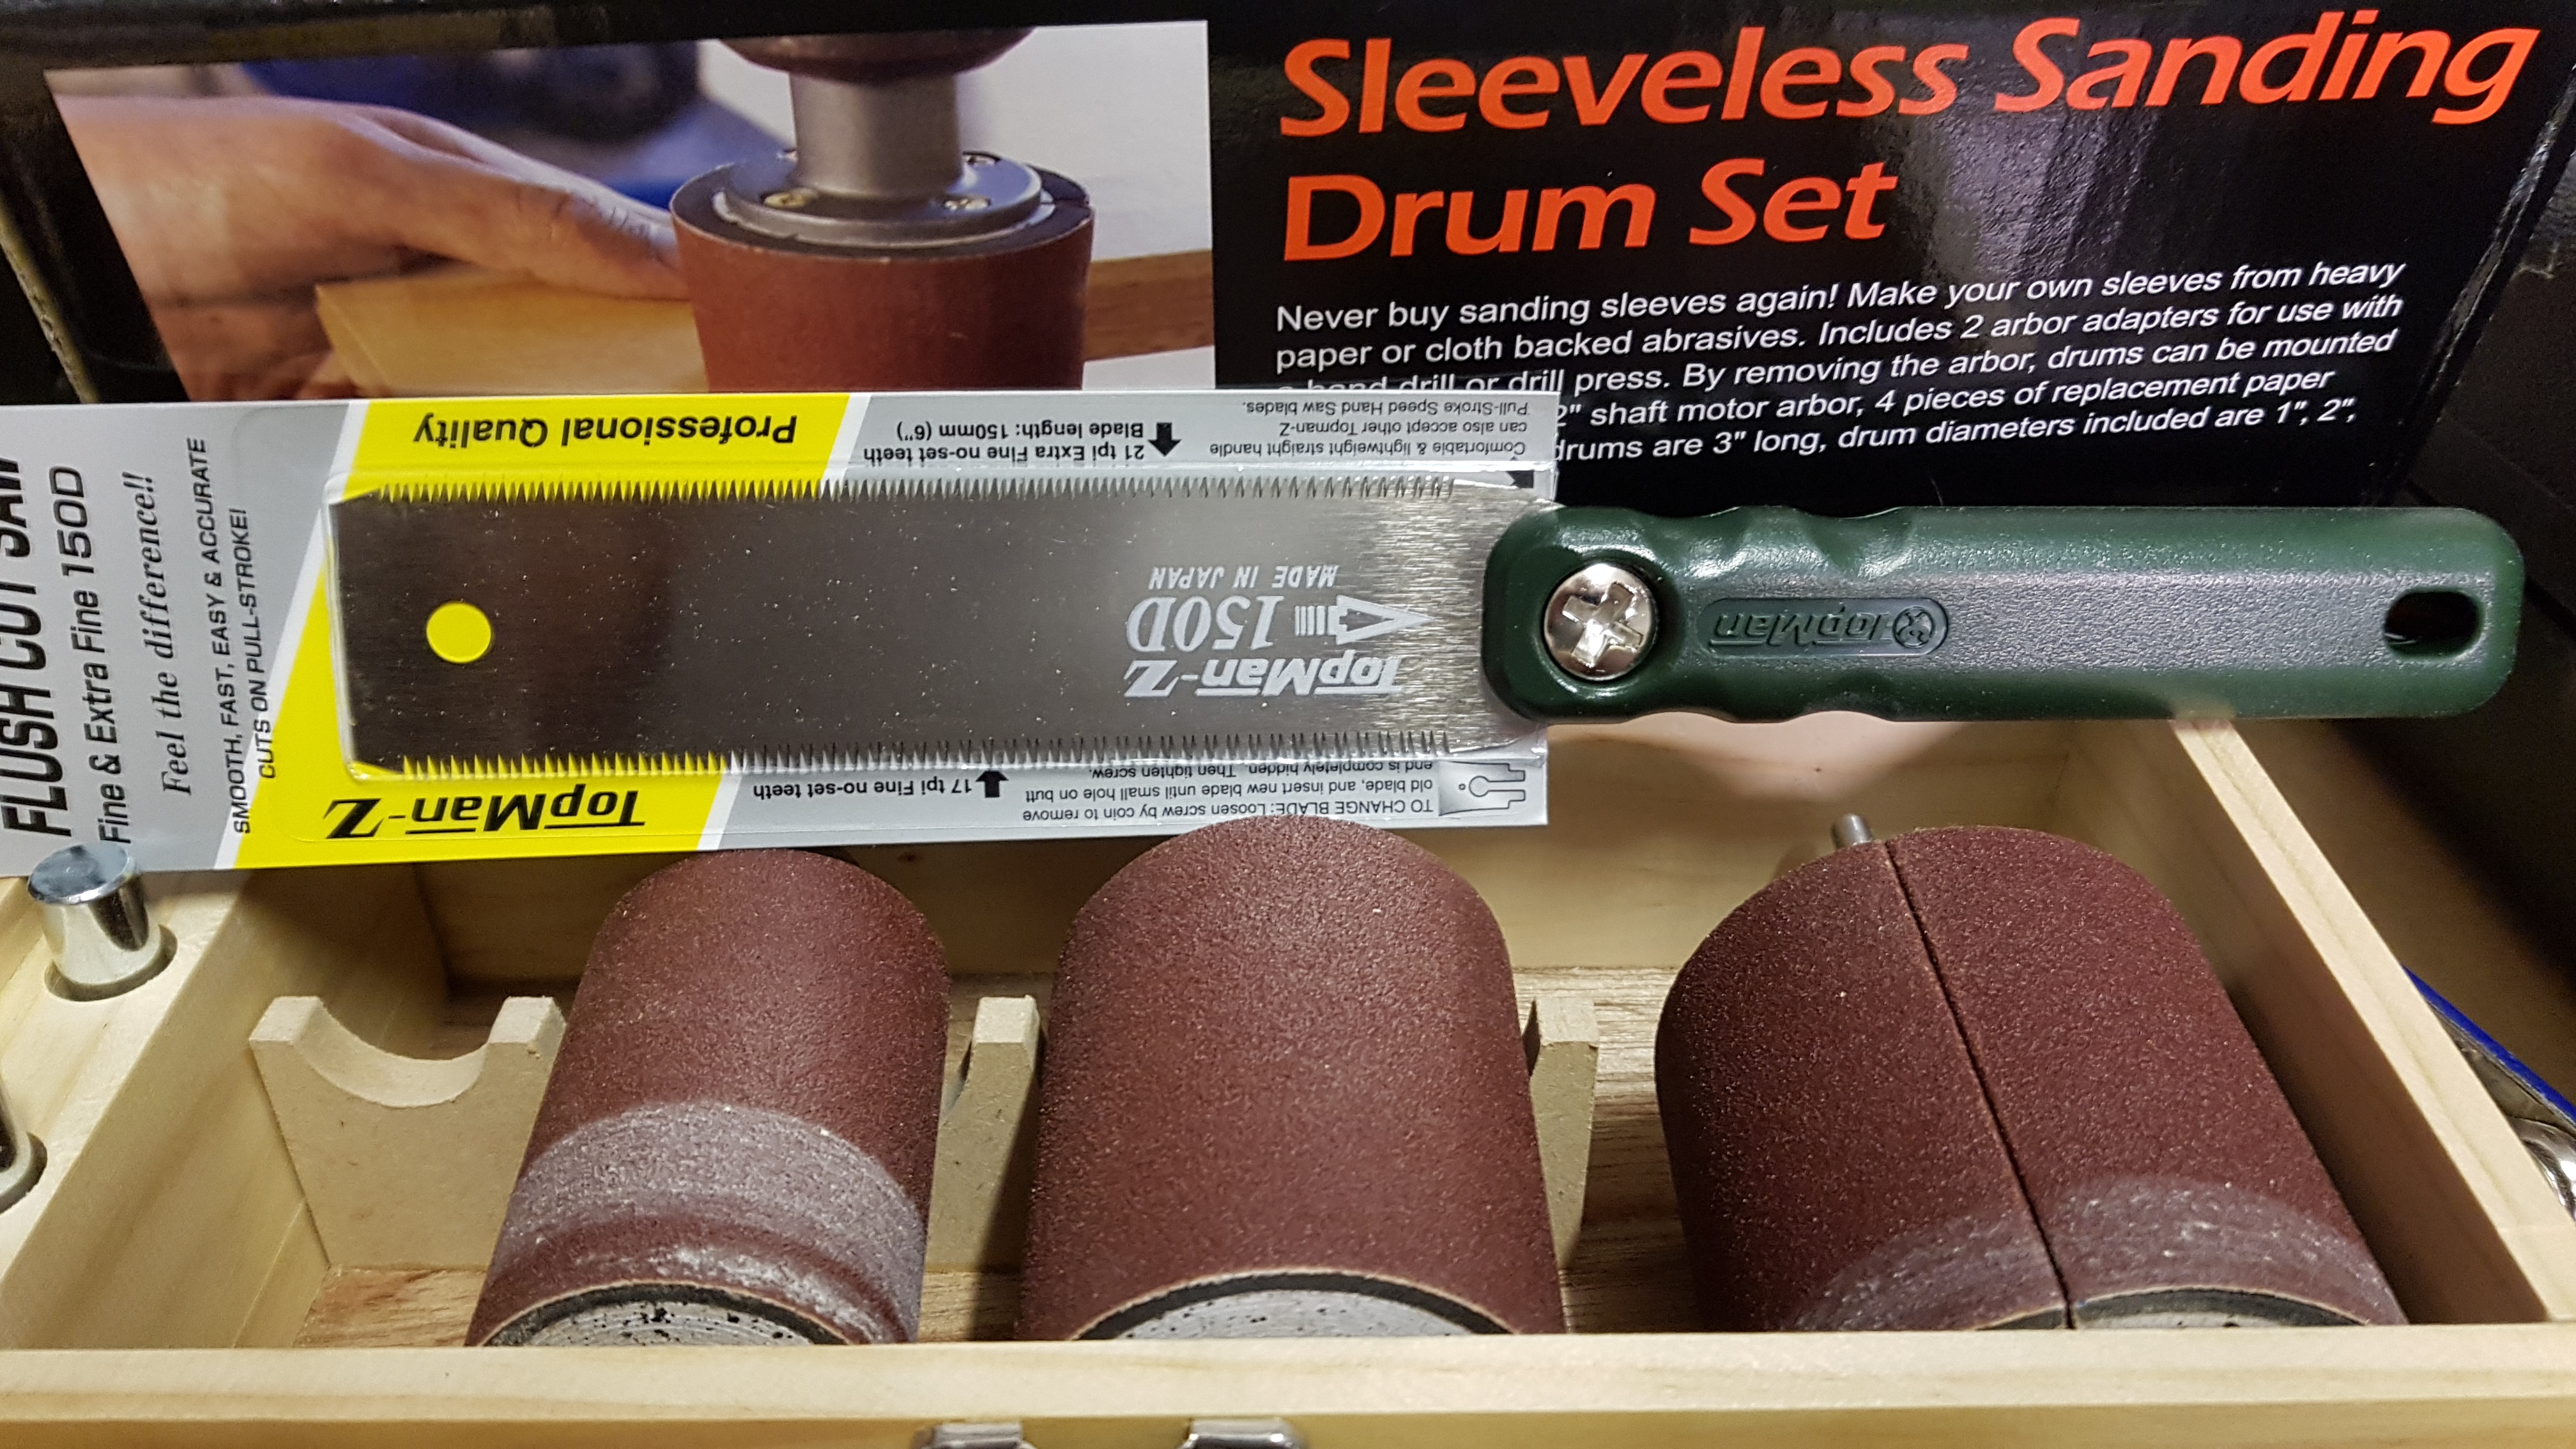 Sleeveless Sanding
Drum Set
Never buy sanding sleeves again! Make your own sleeves from heavy
paper or cloth backed abrasives. Includes 2 arbor adapters for use with
a hand drill or drill press. By removing the arbor, drums can be mounted
2" shaft motor arbor, 4 pieces of replacement paper
drums are 3" long, drum diameters included are 1", 2",
FLUSH CUT SAW
Fine & Extra Fine 150D
Feel the difference!!
SMOOTH, FAST, EASY & ACCURATE
CUTS ON PULL-STROKE!
TopMan-Z
TO CHANGE BLADE: Loosen screw by coin to remove
old blade, and insert new blade until small hole on butt
end is completely hidden. Then tighten screw.
17 tpi Fine no-set teeth
TopMan-Z
150D
MADE IN JAPAN
TopMan
Comfortable & lightweight straight handle
can also accept other Topman-Z
Pull-Stroke Speed Hand Saw blades.
21 tpi Extra Fine no-set teeth
Blade length: 150mm (6")
Professional Quality